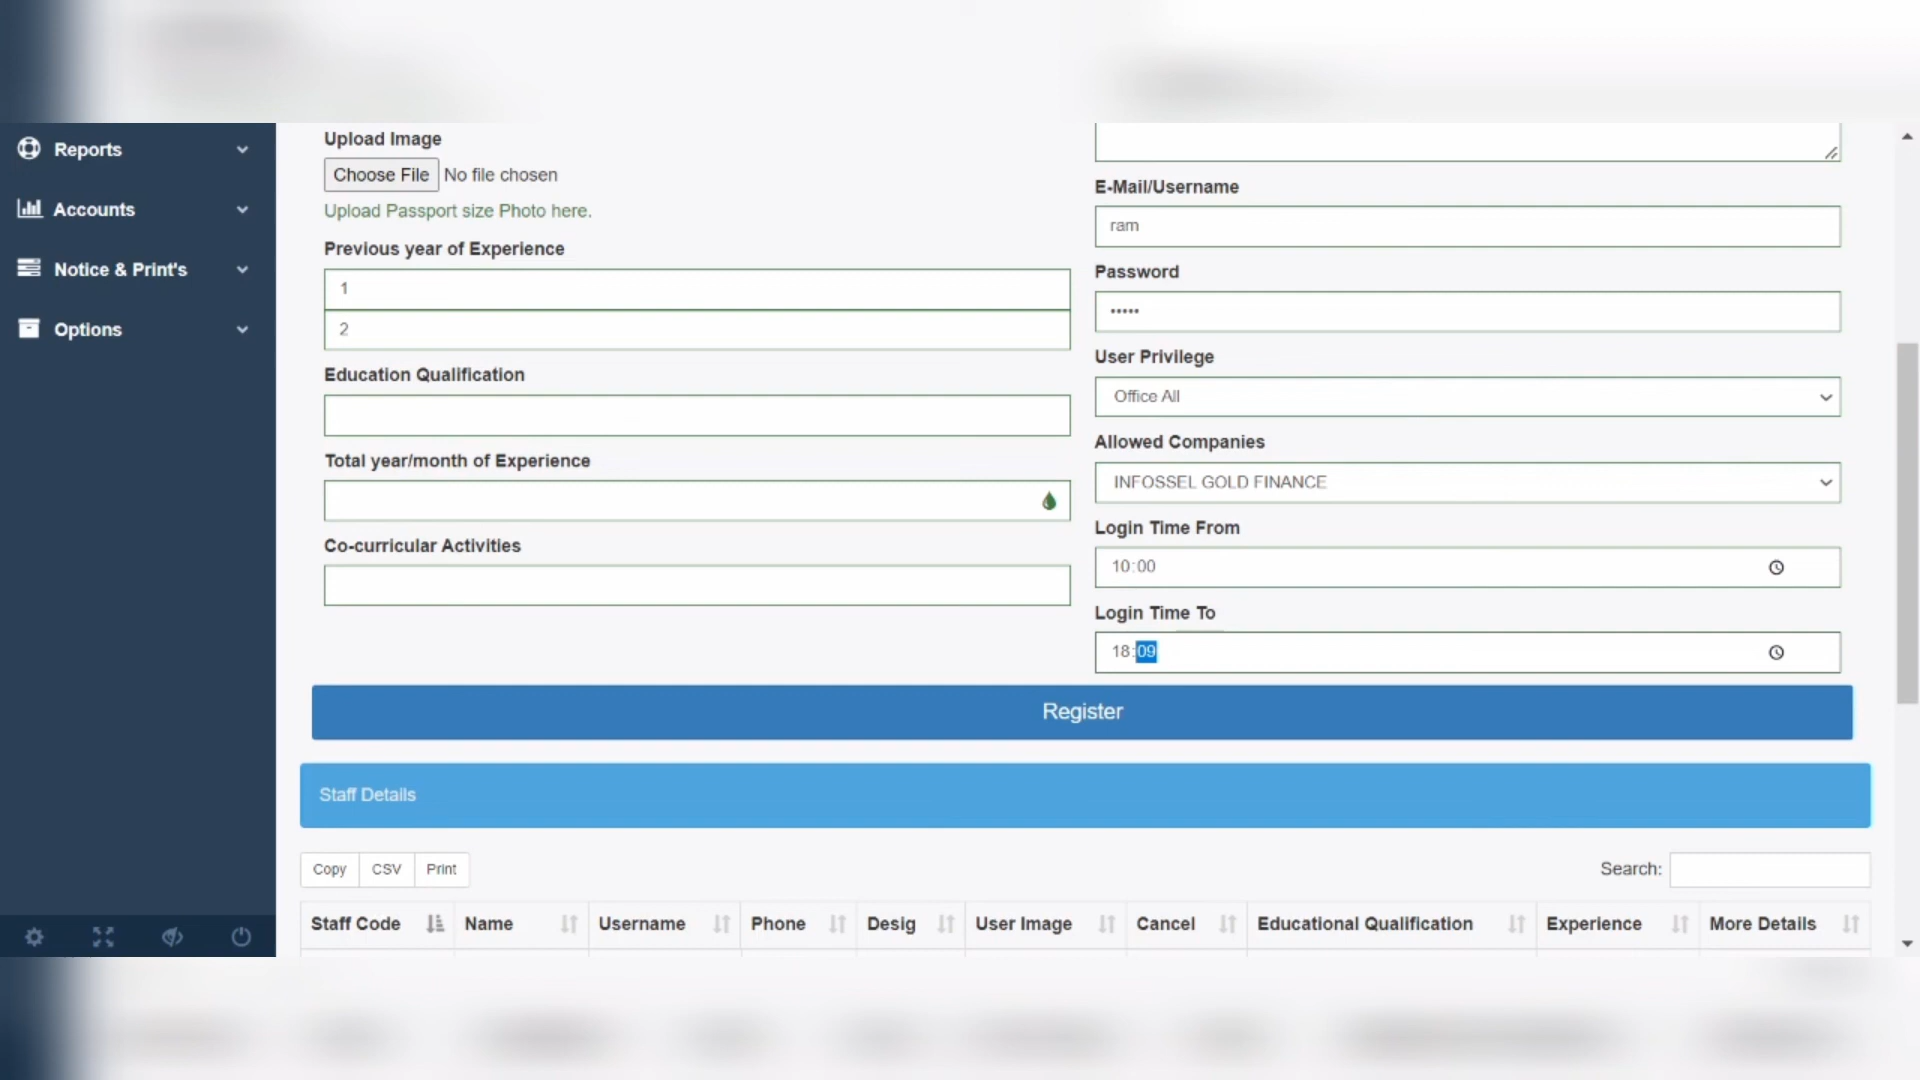 Reports
Accounts
Notice & Print's
Options
Upload Image
Choose File No file chosen
Upload Passport size Photo here.
Previous year of Experience
1
2
Education Qualification
Total year/month of Experience
Co-curricular Activities
E-Mail/Username
ram
Password
•••••
User Privilege
Office All
Allowed Companies
INFOSSEL GOLD FINANCE
Login Time From
10:00
Login Time To
18:09
Register
Staff Details
Copy CSV Print
Search:
Staff Code Name Username Phone Desig User Image Cancel Educational Qualification Experience More Details